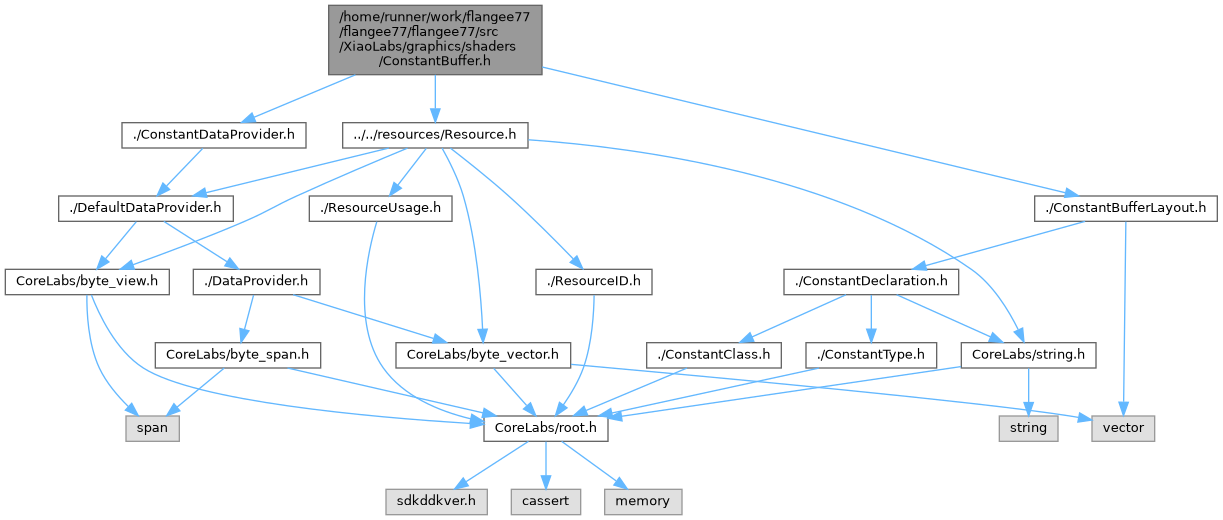 /home/runner/work/flangee77
/flangee77/flangee77/src
/XiaoLabs/graphics/shaders
/ConstantBuffer.h
./ConstantDataProvider.h
../../resources/Resource.h
./DefaultDataProvider.h
./ResourceUsage.h
./ConstantBufferLayout.h
CoreLabs/byte_view.h
./DataProvider.h
./ResourceID.h
./ConstantDeclaration.h
CoreLabs/byte_span.h
CoreLabs/byte_vector.h
./ConstantClass.h
./ConstantType.h
CoreLabs/string.h
span
CoreLabs/root.h
string
vector
sdkddkver.h
cassert
memory